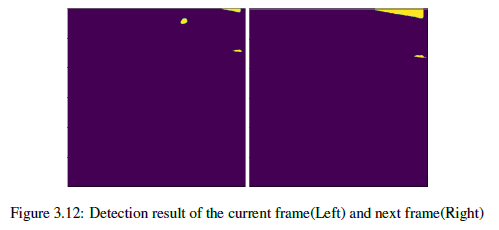 Figure 3.12: Detection result of the current frame(Left) and next frame(Right)